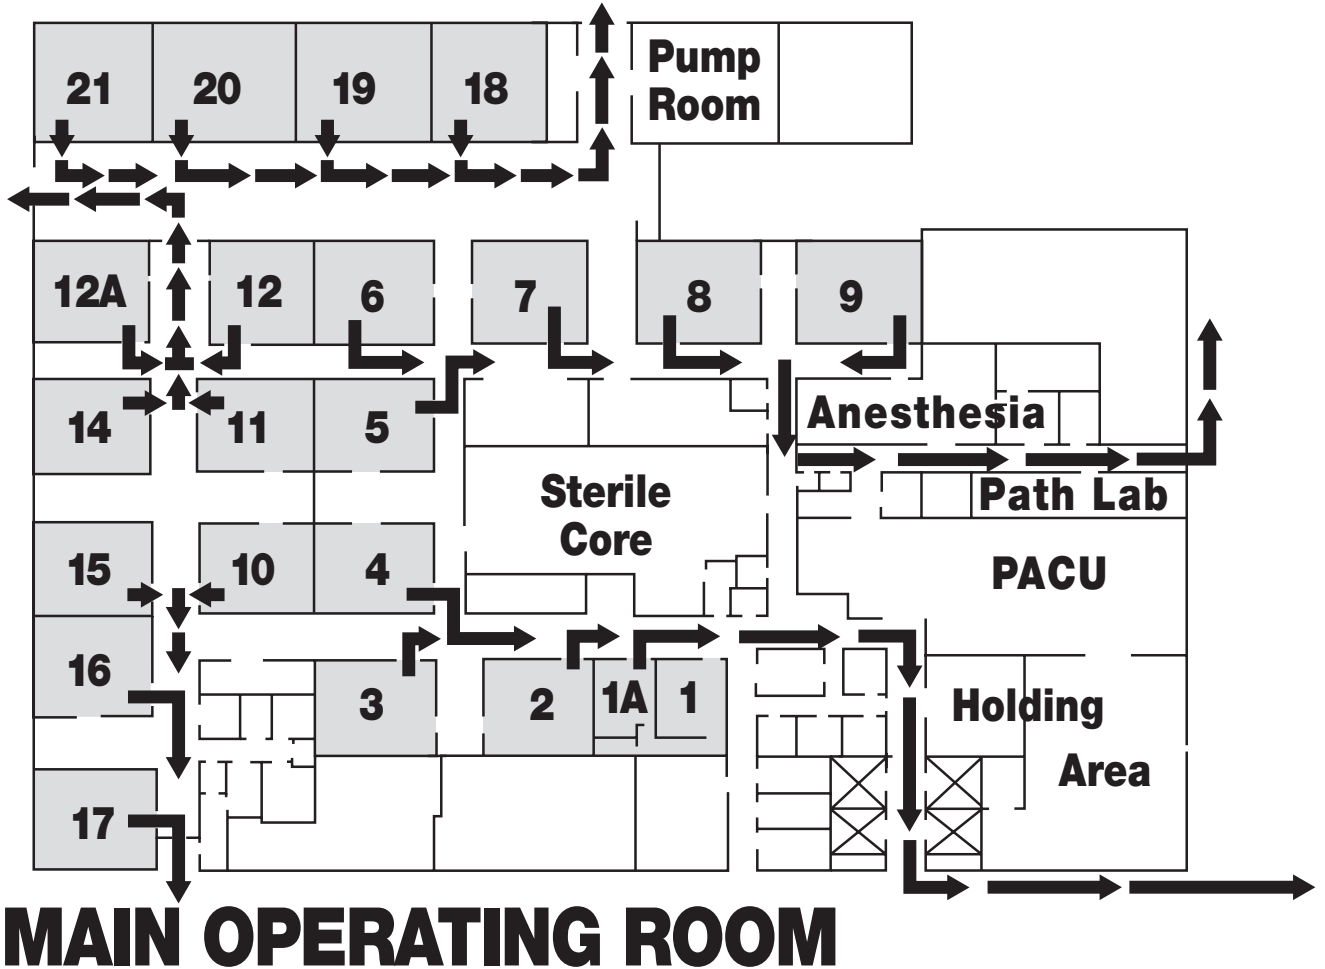 21 20 19 18
Pump
Room
12A 12 6 7 8 9
14 11 5
Anesthesia
Sterile
Core
Path Lab
15 10 4
PACU
16 3 2 1A 1
Holding
Area
17
MAIN OPERATING ROOM